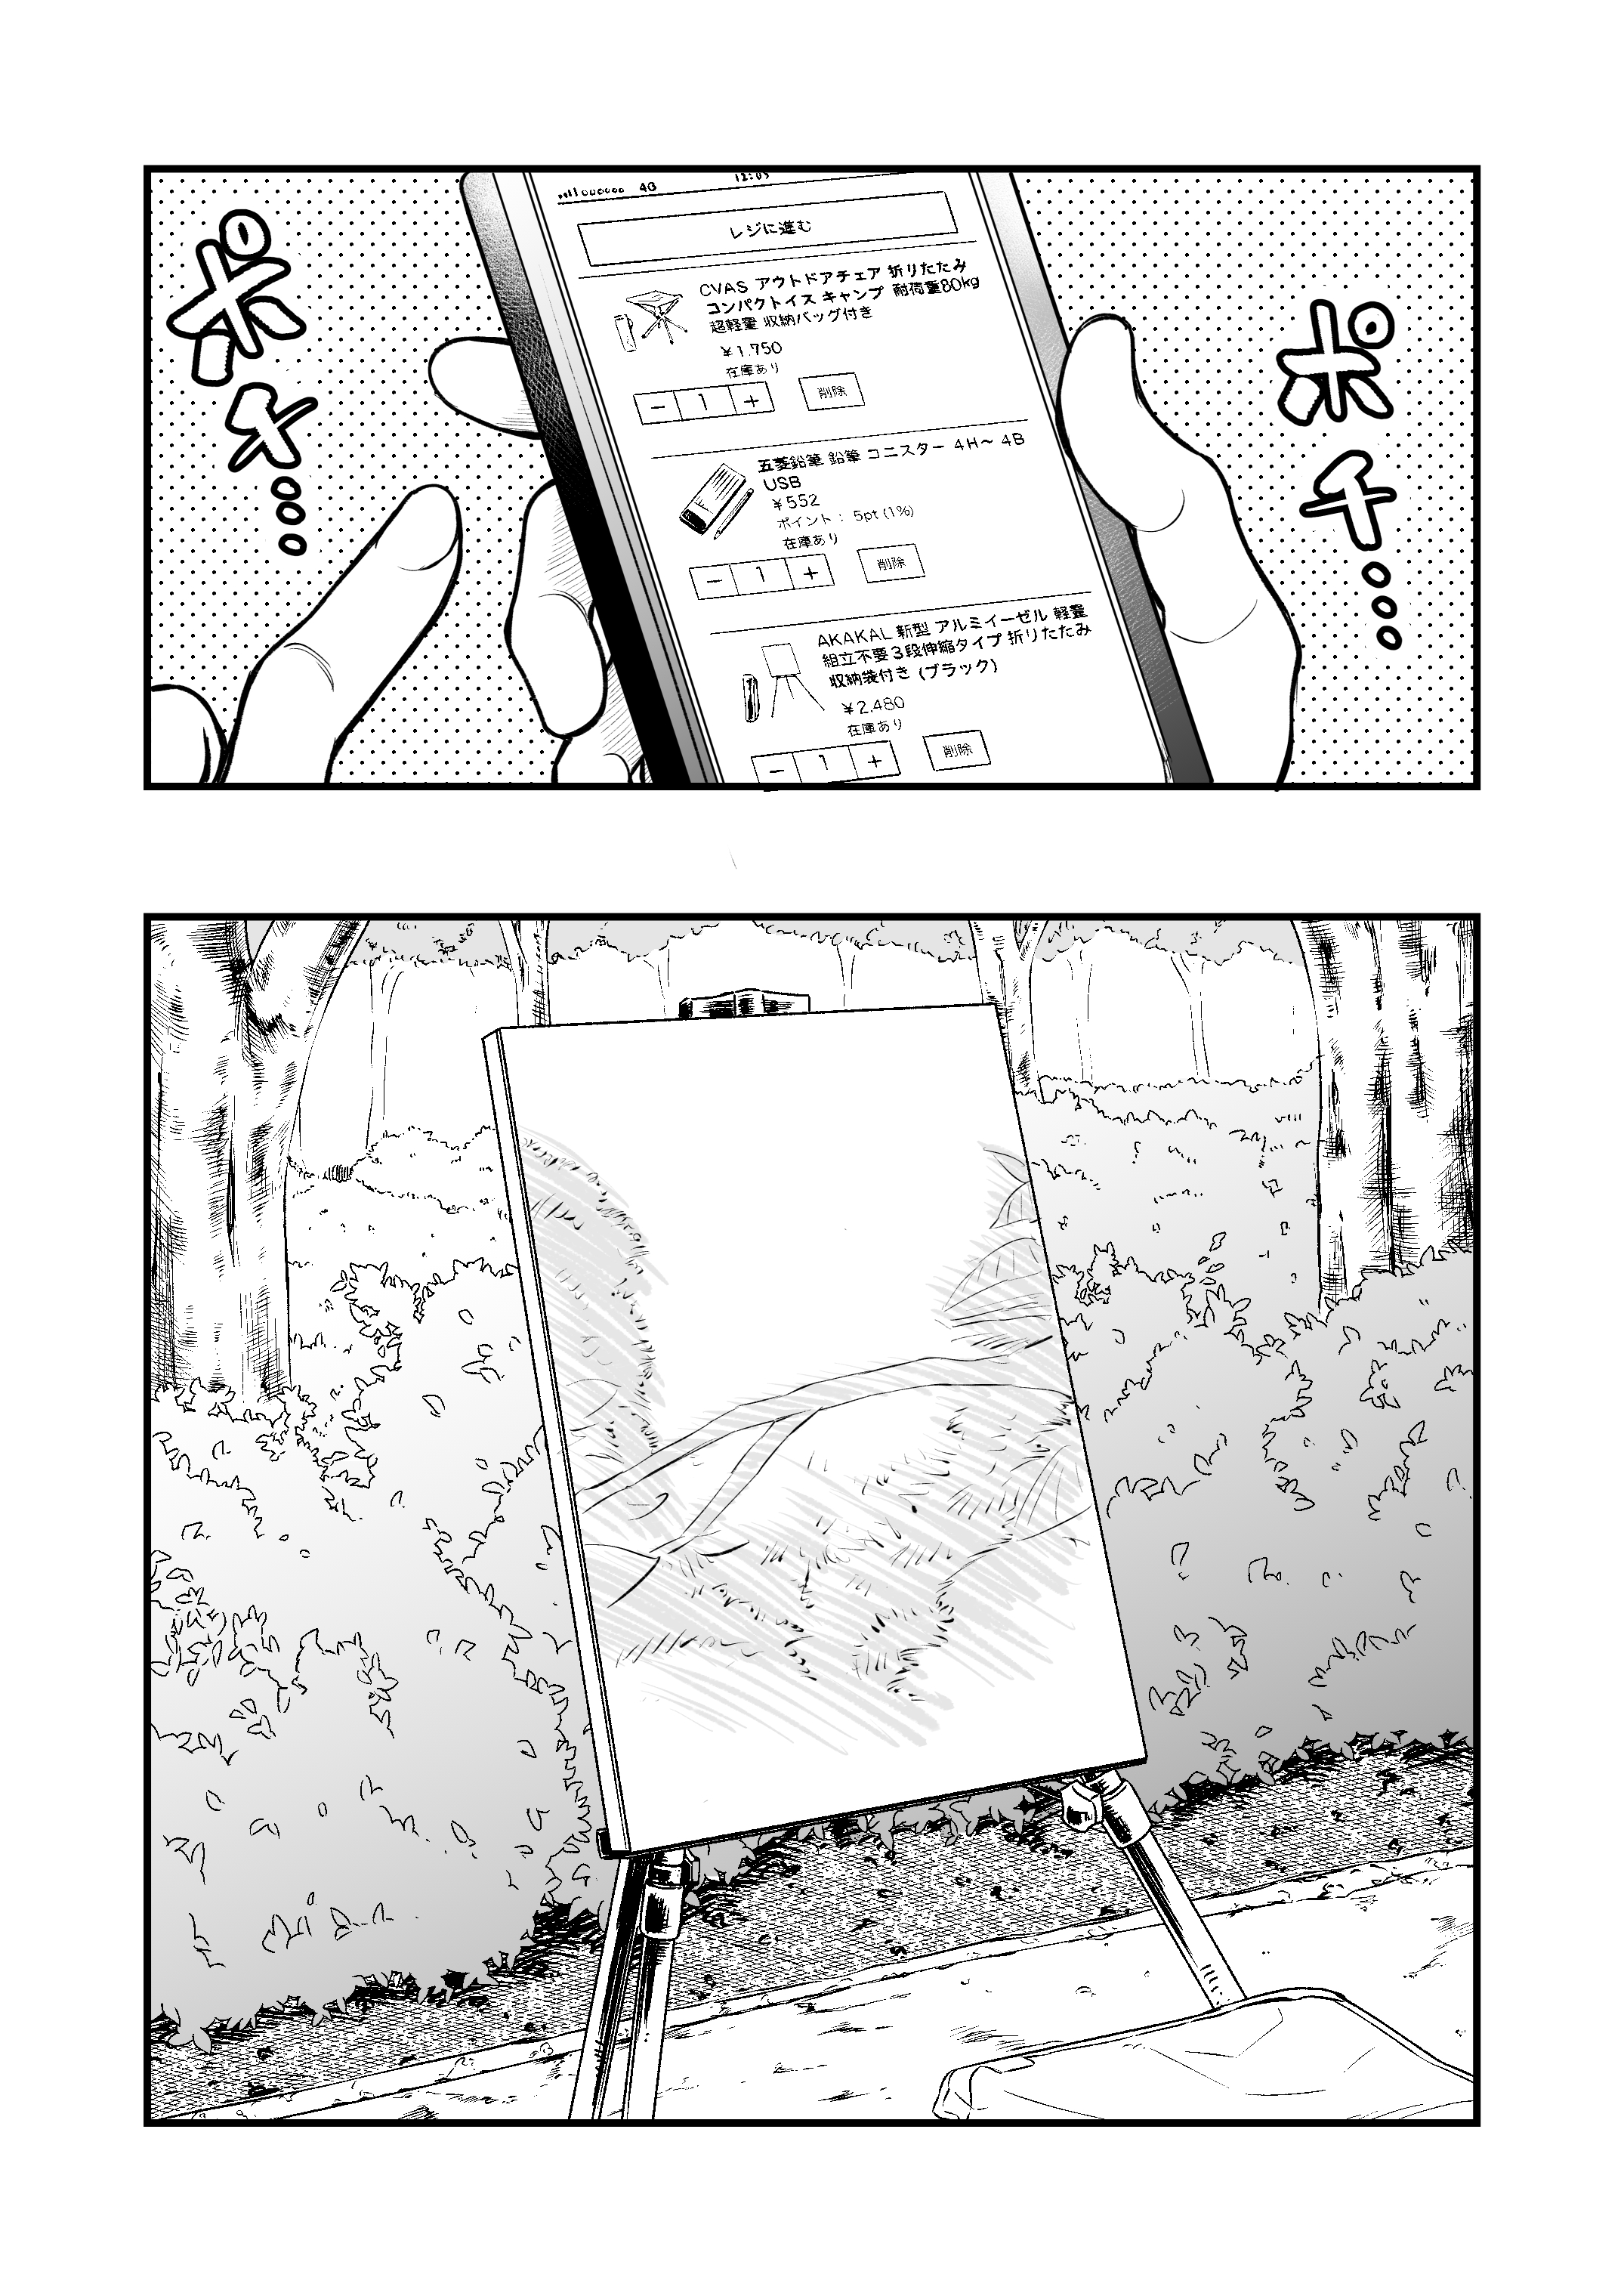 ポチ...
ポチ...
4G 12:05
レジに進む
CVAS アウトドアチェア 折りたたみ
コンパクトイス キャンプ 耐荷重80kg
超軽量 収納バッグ付き
¥1.750
在庫あり
− 1 + 削除
五菱鉛筆 鉛筆 コニスター 4H〜4B
USB
¥552
ポイント: 5pt (1%)
在庫あり
− 1 + 削除
AKAKAL 新型 アルミイーゼル 軽量
組立不要3段伸縮タイプ 折りたたみ
収納袋付き (ブラック)
¥2.480
在庫あり
− 1 + 削除